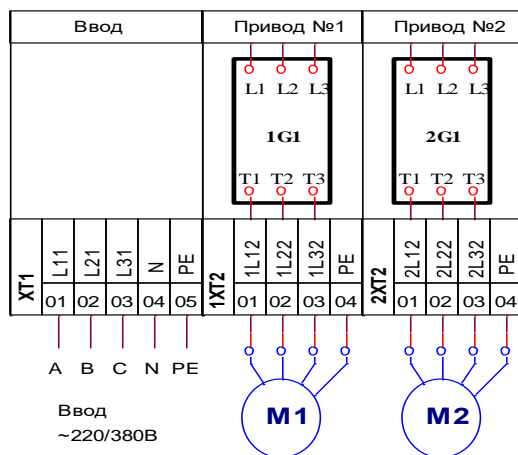 Ввод Привод №1 Привод №2
L1 L2 L3 L1 L2 L3
1G1 2G1
T1 T2 T3 T1 T2 T3
XT1 L11 L21 L31 N PE 1XT2 1L12 1L22 1L32 PE 2XT2 2L12 2L22 2L32 PE
01 02 03 04 05 01 02 03 04 01 02 03 04
A B C N PE
M1 M2
Ввод
~220/380В